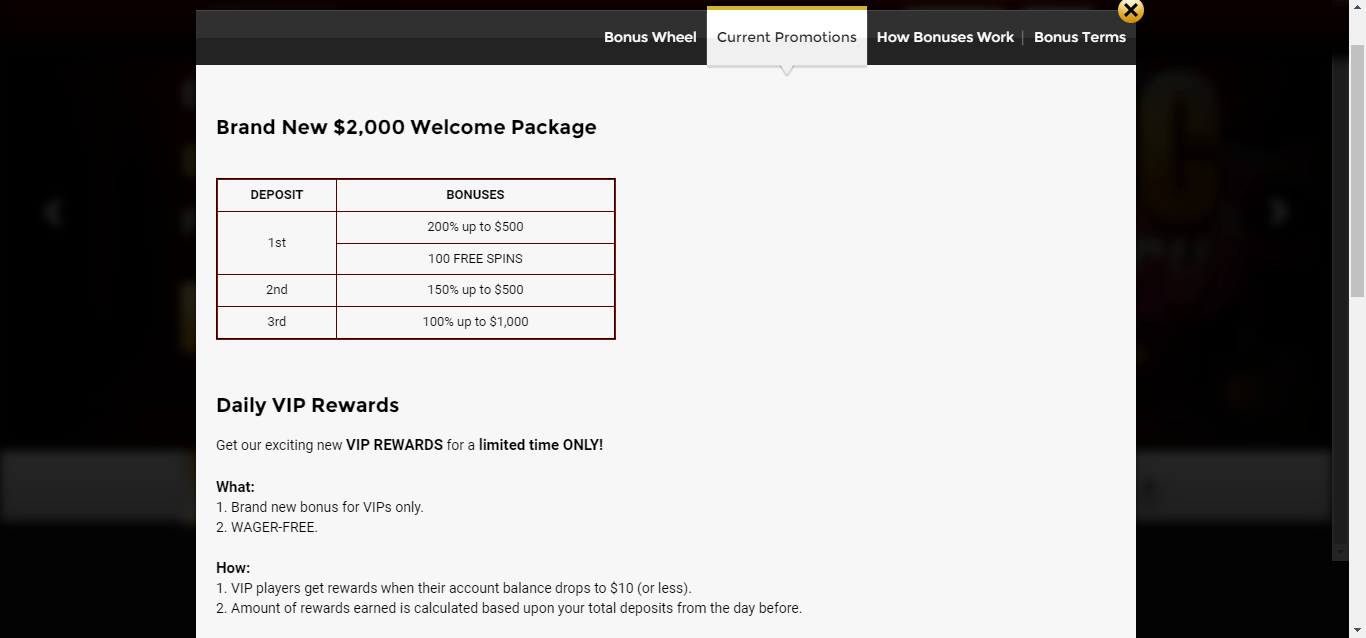 Bonus Wheel
Current Promotions
How Bonuses Work
Bonus Terms
Brand New $2,000 Welcome Package
DEPOSIT BONUSES
1st
200% up to $500
100 FREE SPINS
2nd 150% up to $500
3rd 100% up to $1,000
Daily VIP Rewards
Get our exciting new VIP REWARDS for a limited time ONLY!
What:
1. Brand new bonus for VIPs only.
2. WAGER-FREE.
How:
1. VIP players get rewards when their account balance drops to $10 (or less).
2. Amount of rewards earned is calculated based upon your total deposits from the day before.